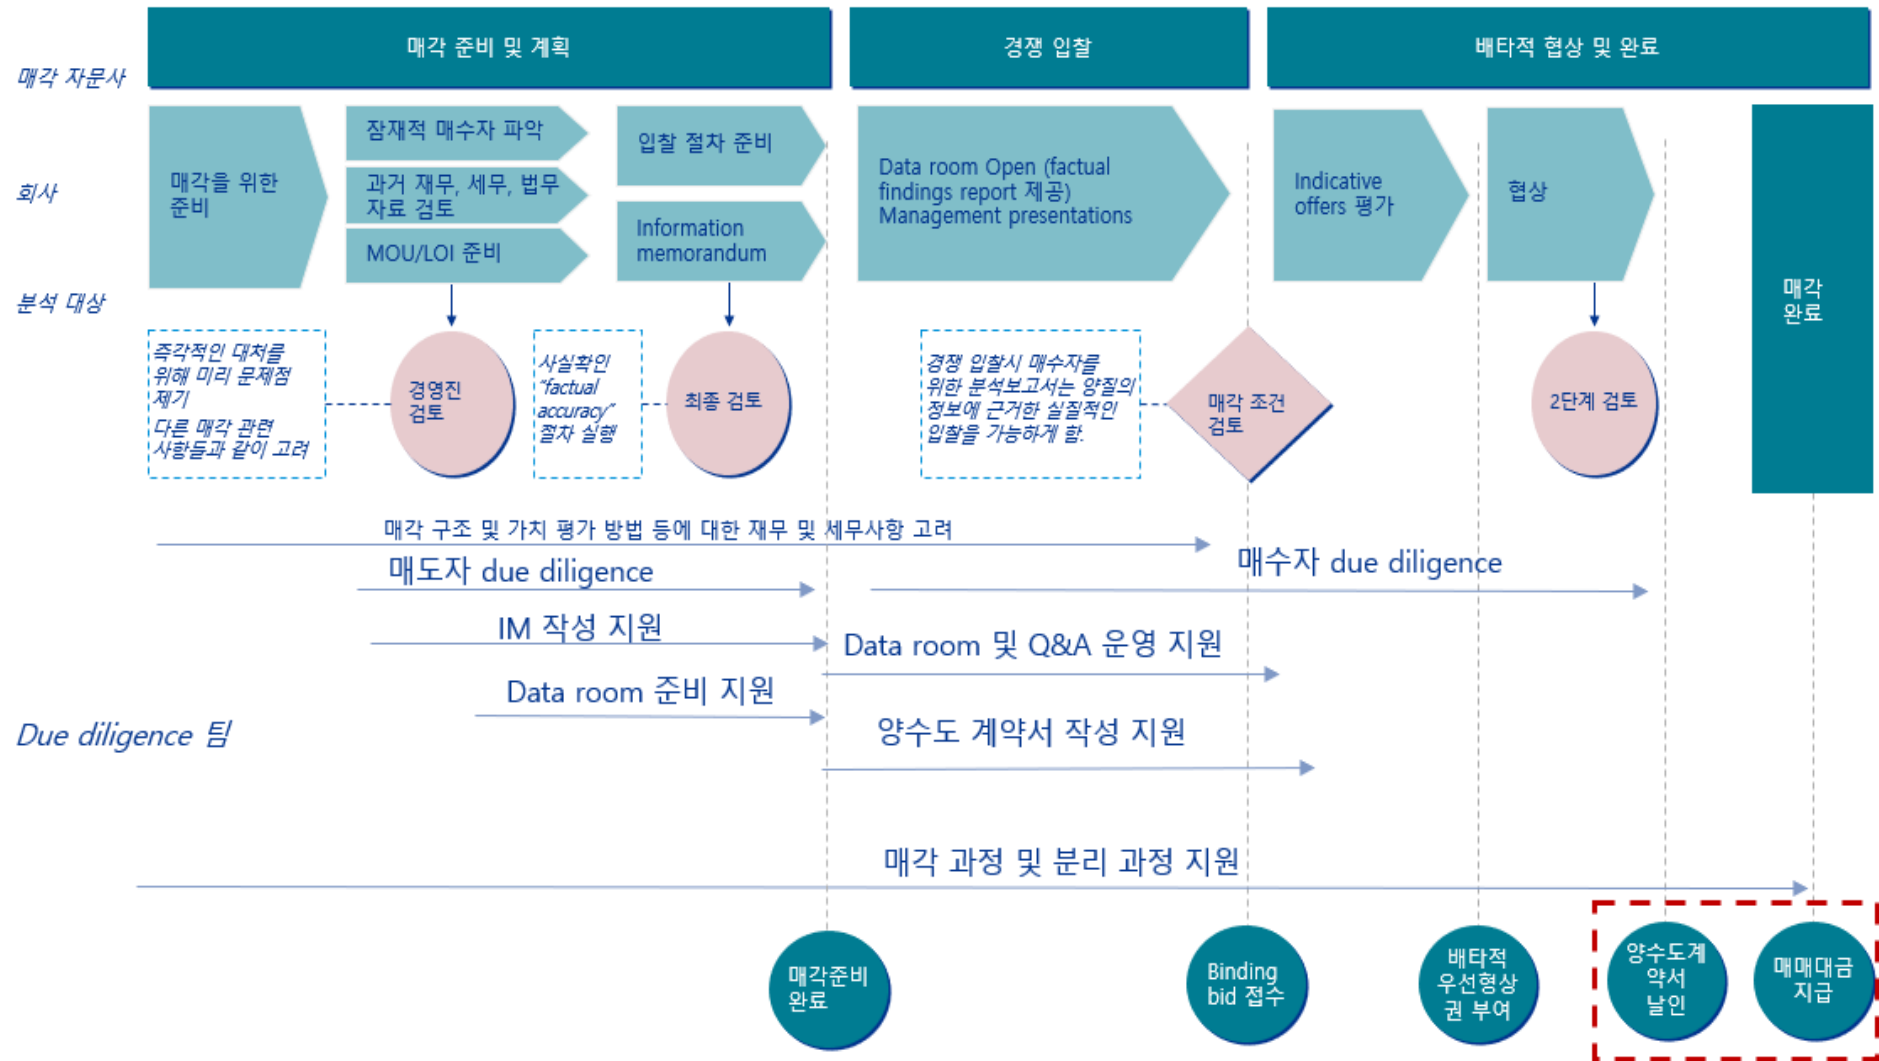 매각 준비 및 계획
경쟁 입찰
배타적 협상 및 완료
매각 자문사
회사
분석 대상
매각을 위한
준비
잠재적 매수자 파악
과거 재무, 세무, 법무
자료 검토
MOU/LOI 준비
입찰 절차 준비
Information
memorandum
Data room Open (factual
findings report 제공)
Management presentations
Indicative
offers 평가
협상
매각
완료
즉각적인 대처를
위해 미리 문제점
제기
다른 매각 관련
사항들과 같이 고려
경영진
검토
사실확인
“factual
accuracy”
절차 실행
최종 검토
경쟁 입찰시 매수자를
위한 분석보고서는 양질의
정보에 근거한 실질적인
입찰을 가능하게 함.
매각 조건
검토
2단계 검토
매각 구조 및 가치 평가 방법 등에 대한 재무 및 세무사항 고려
매도자 due diligence
매수자 due diligence
IM 작성 지원
Data room 및 Q&A 운영 지원
Data room 준비 지원
Due diligence 팀
양수도 계약서 작성 지원
매각 과정 및 분리 과정 지원
매각준비
완료
Binding
bid 접수
배타적
우선형상
권 부여
양수도계
약서
날인
매매대금
지급